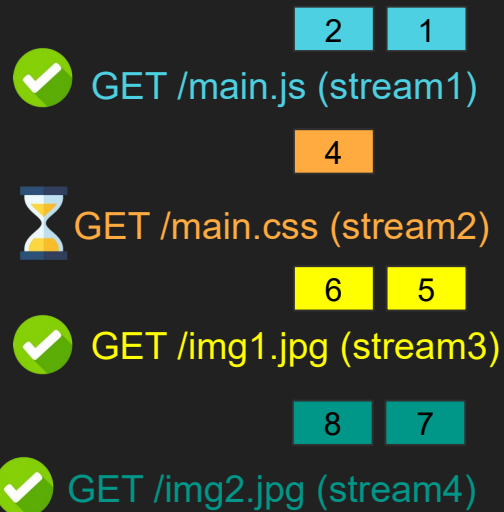 2 1
GET /main.js (stream1)
4
GET /main.css (stream2)
6 5
GET /img1.jpg (stream3)
8 7
GET /img2.jpg (stream4)